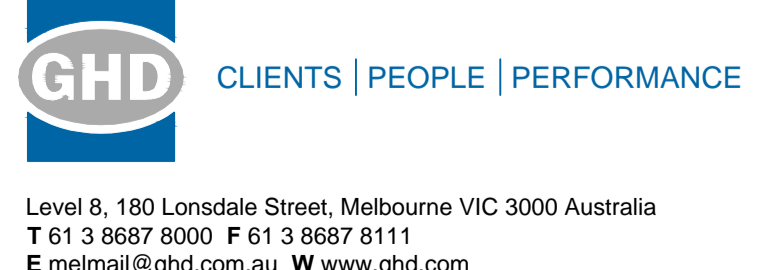 GHD CLIENTS | PEOPLE | PERFORMANCE
Level 8, 180 Lonsdale Street, Melbourne VIC 3000 Australia
T 61 3 8687 8000 F 61 3 8687 8111
E melmail@ghd.com.au W www.ghd.com